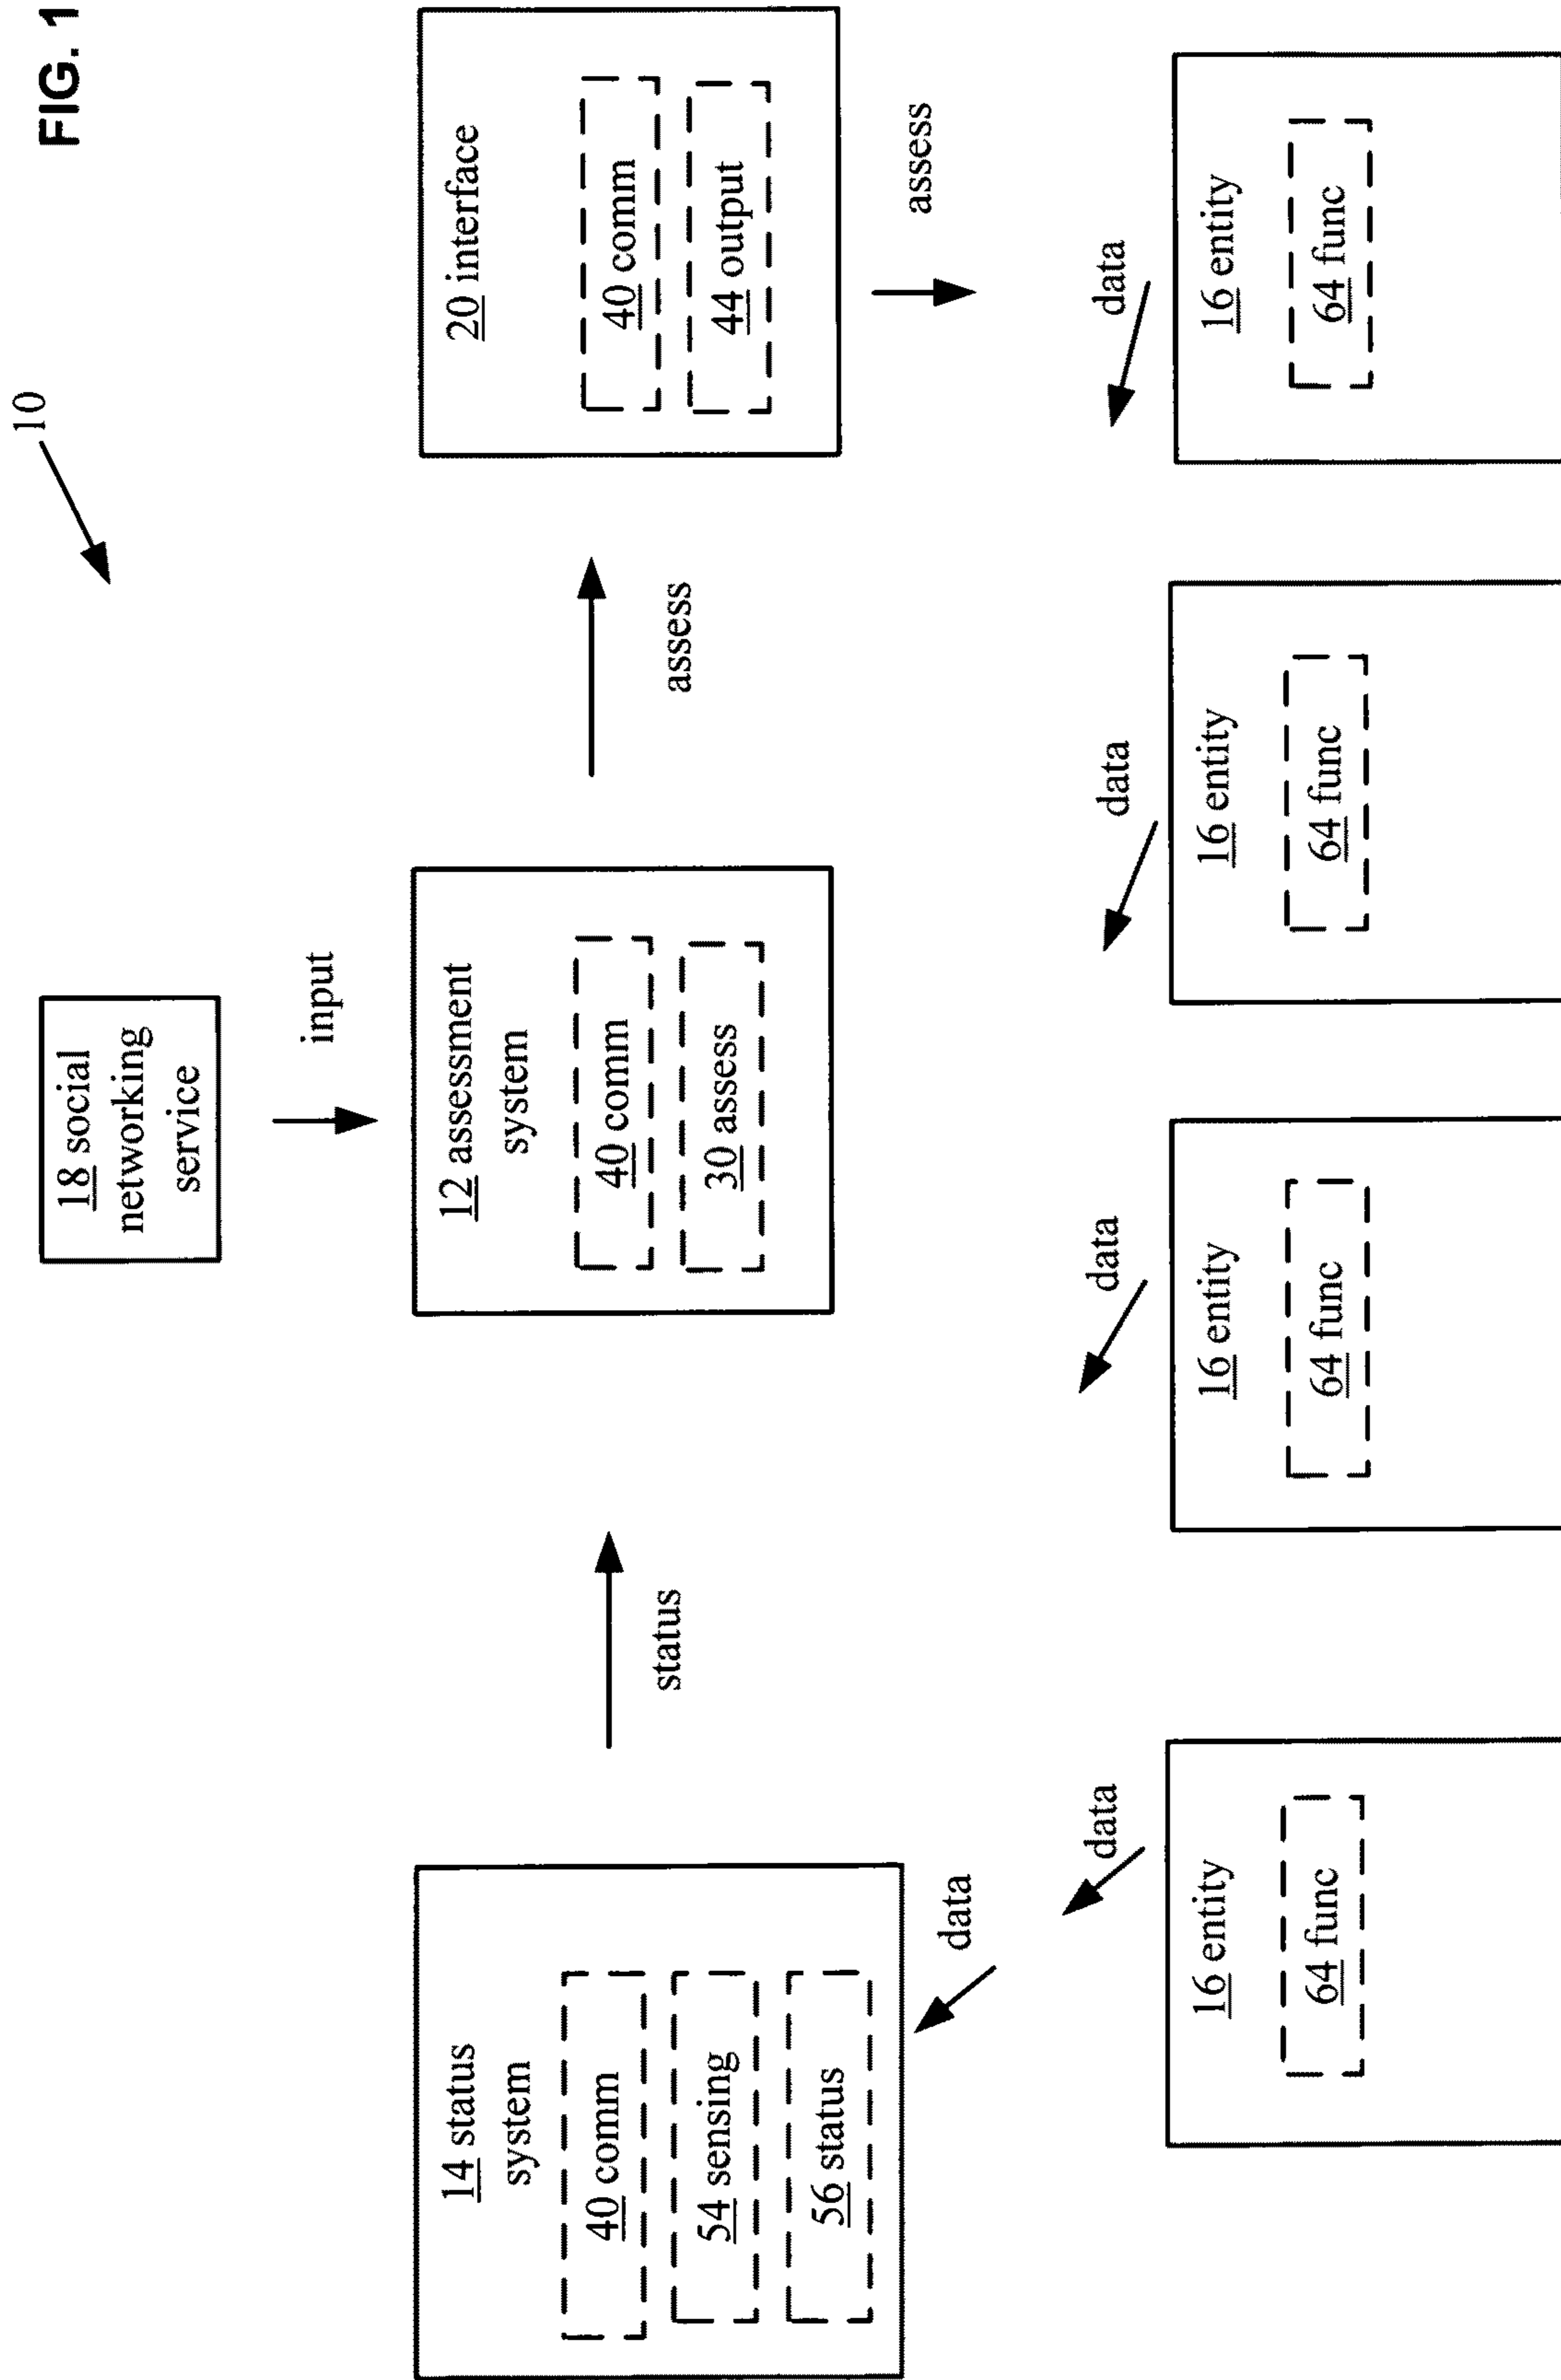 FIG. 1
10
18 social
networking
service
input
14 status
system
40 comm
54 sensing
56 status
status
12 assessment
system
40 comm
30 assess
assess
20 interface
40 comm
44 output
assess
data
data
data
data
data
16 entity
64 func
16 entity
64 func
16 entity
64 func
16 entity
64 func